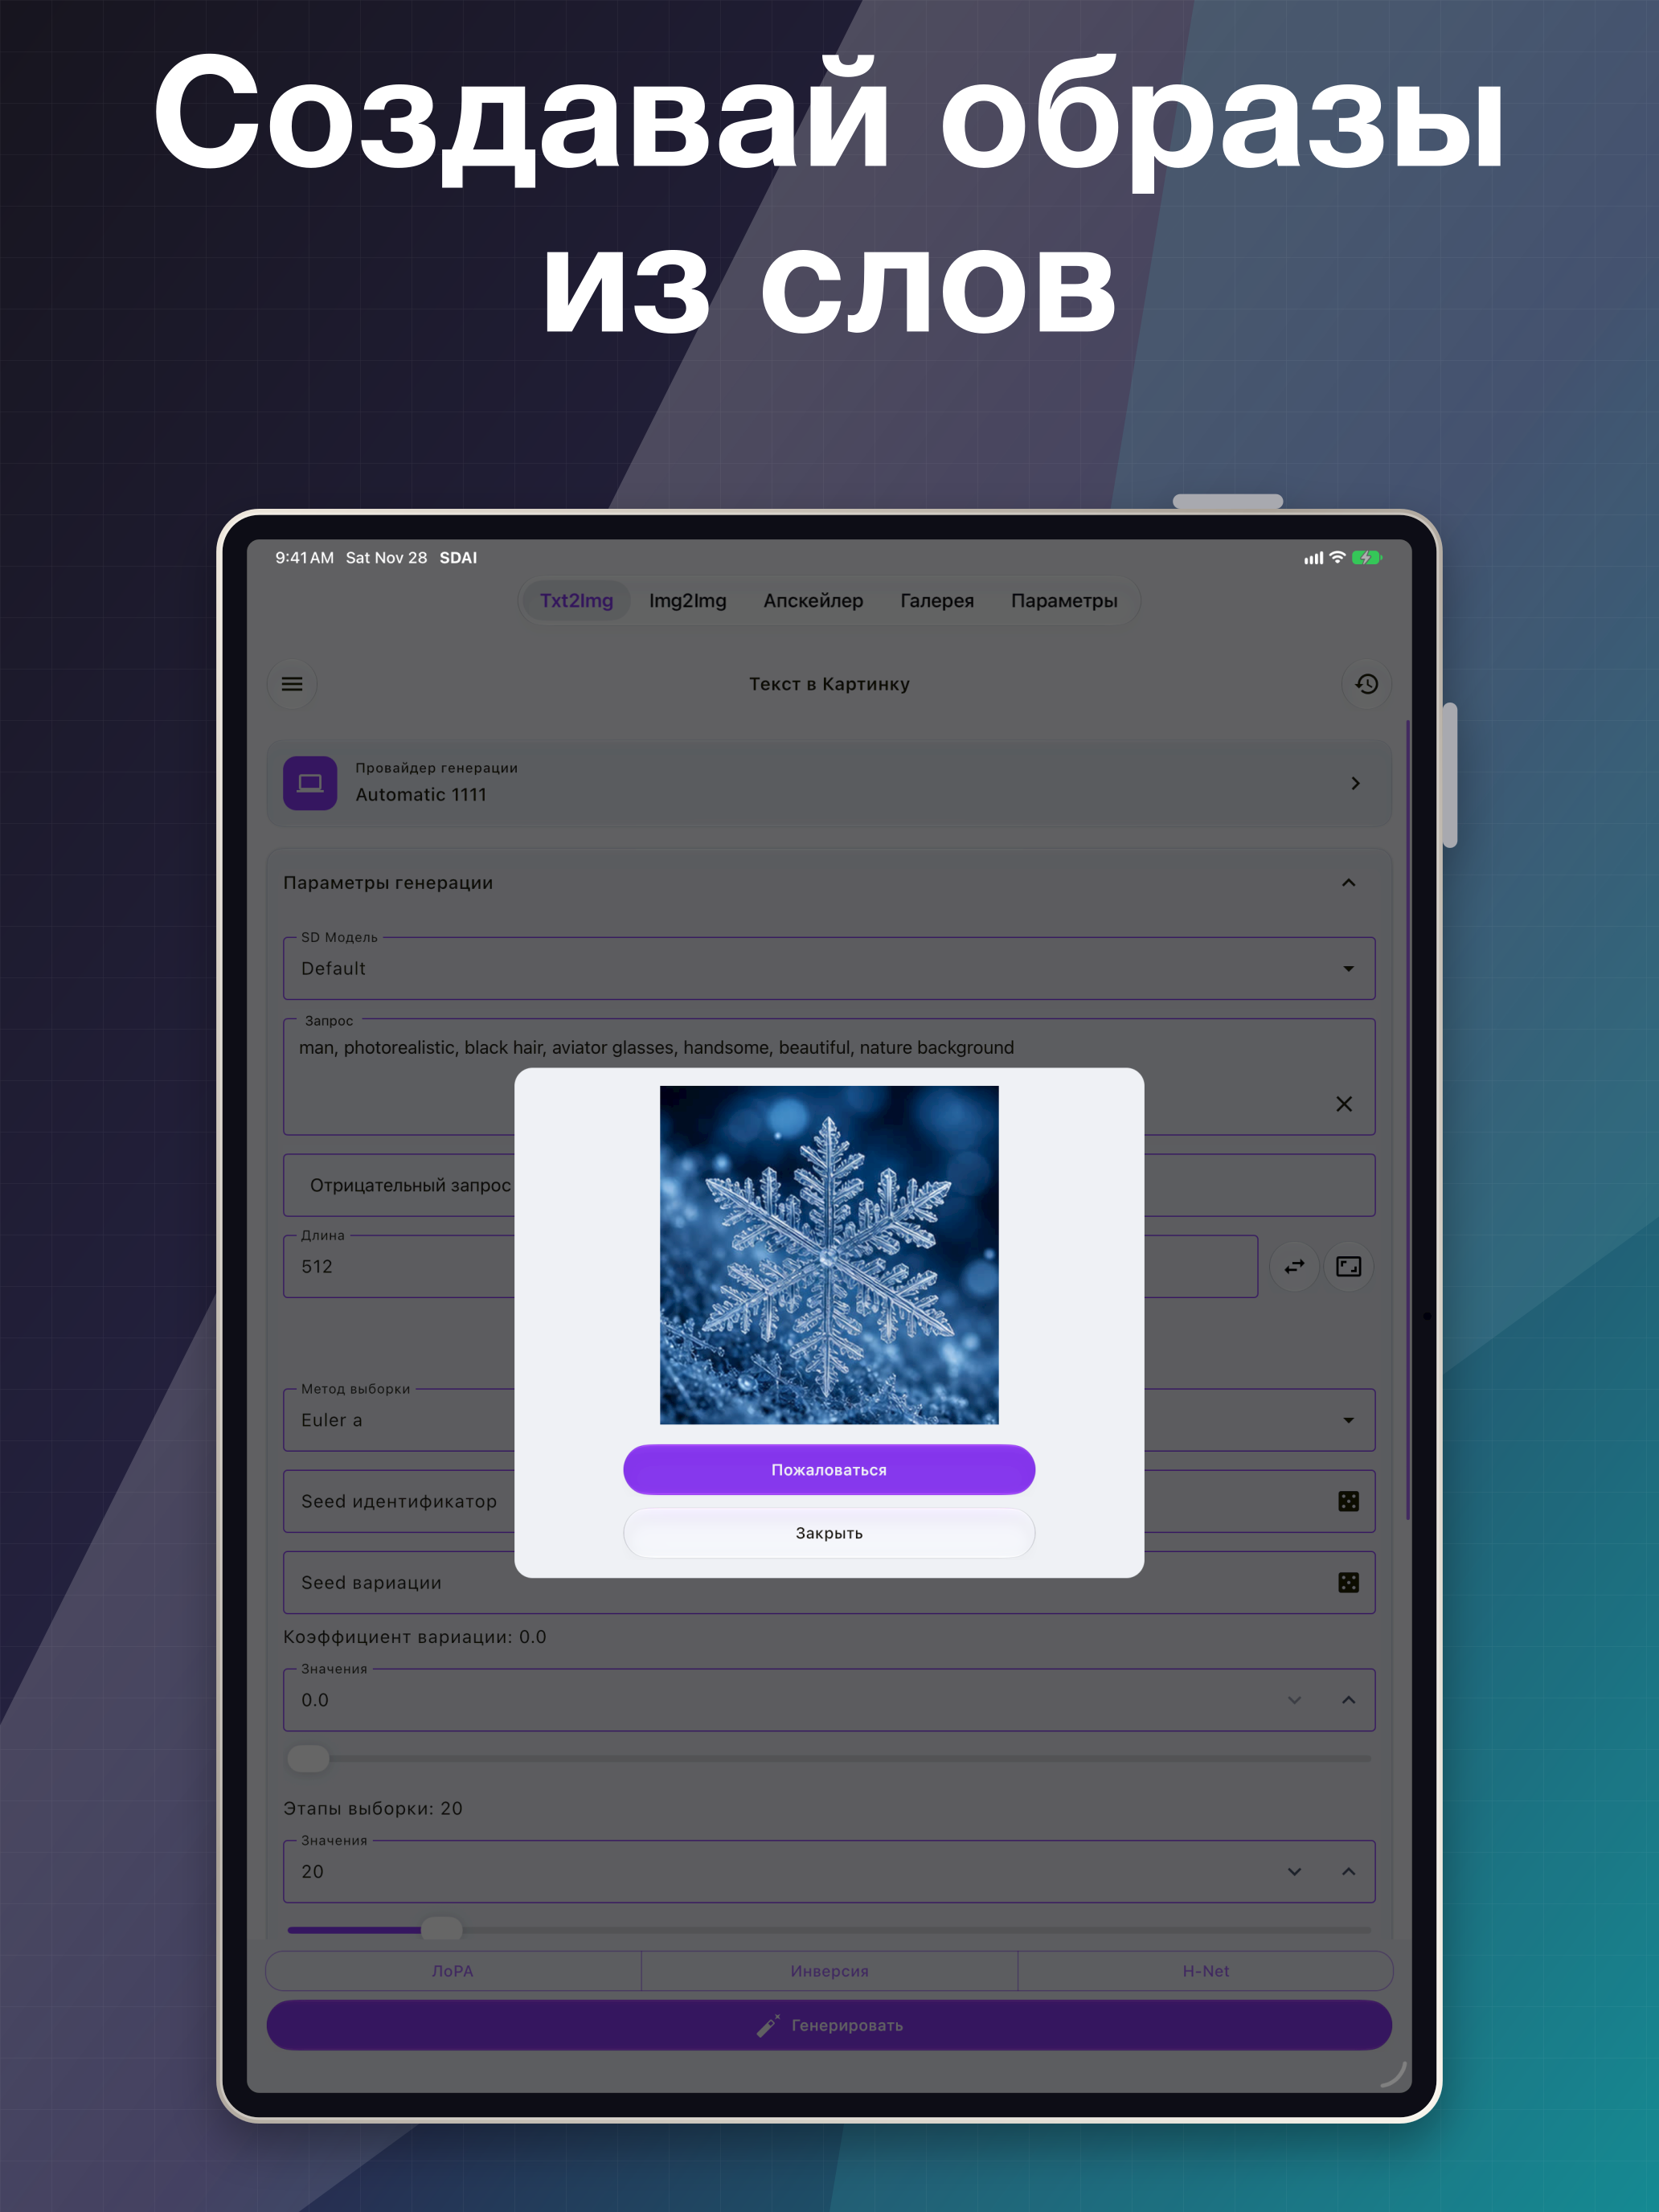 Создавай образы
из слов
9:41 AM Sat Nov 28 SDAI
Txt2Img Img2Img Апскейлер Галерея Параметры
Текст в Картинку
Провайдер генерации
Automatic 1111
Параметры генерации
SD Модель
Default
Запрос
man, photorealistic, black hair, aviator glasses, handsome, beautiful, nature background
Отрицательный запрос
Длина
512
Метод выборки
Euler a
Пожаловаться
Seed идентификатор
Закрыть
Seed вариации
Коэффициент вариации: 0.0
Значения
0.0
Этапы выборки: 20
Значения
20
ЛоРА Инверсия H-Net
Генерировать